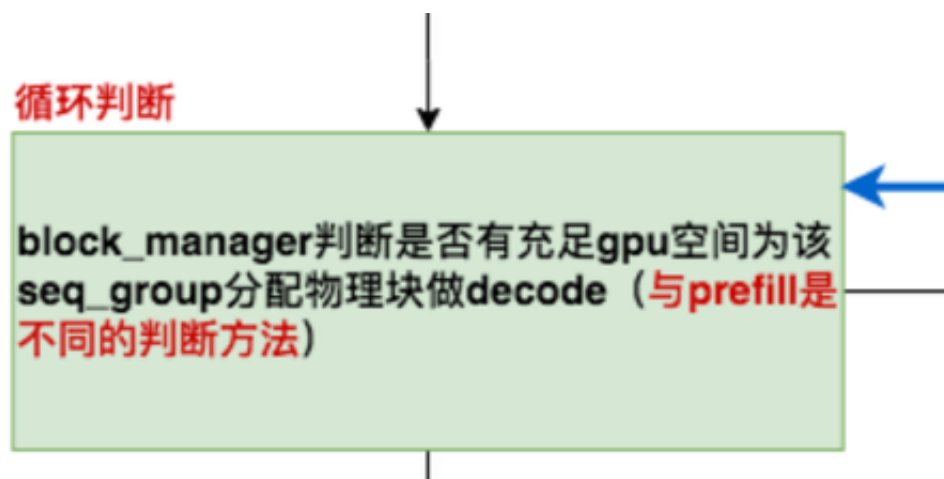 循环判断
block_manager判断是否有充足gpu空间为该
seq_group分配物理块做decode（与prefill是
不同的判断方法）